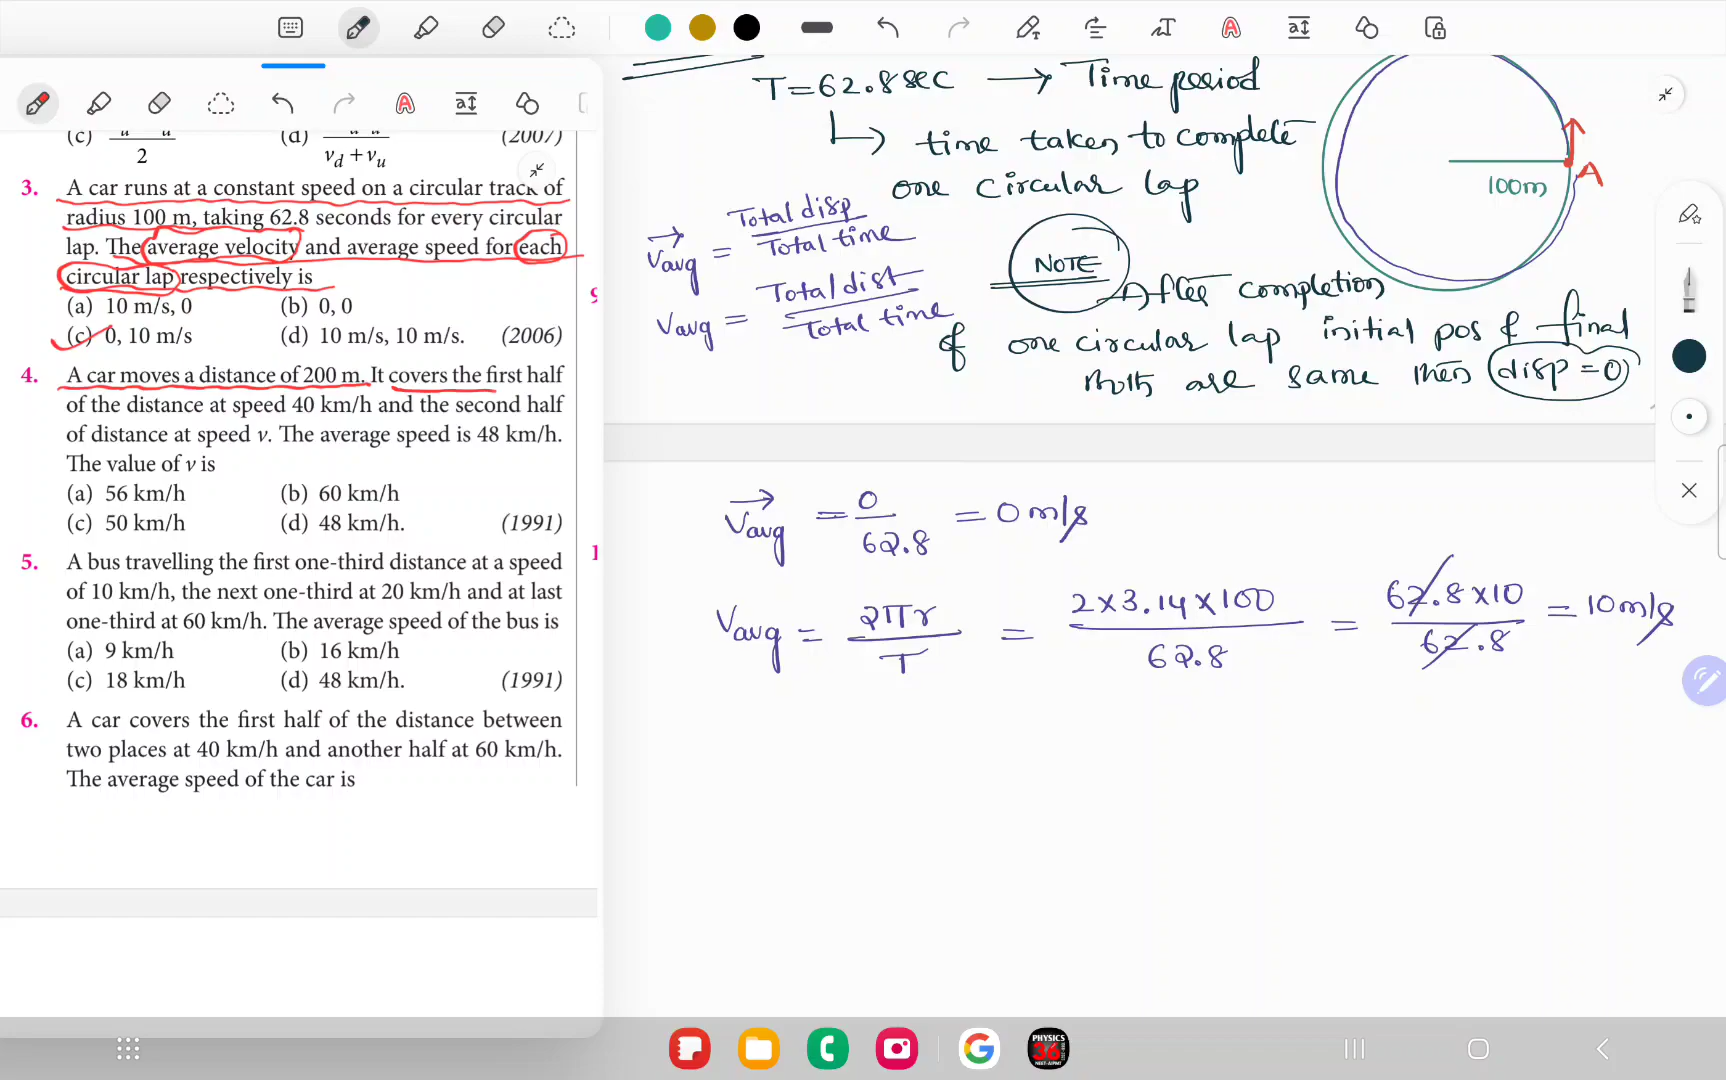 (c)
2
(d)
v_d + v_u
(2007)
3. A car runs at a constant speed on a circular track of
radius 100 m, taking 62.8 seconds for every circular
lap. The average velocity and average speed for each
circular lap respectively is
(a) 10 m/s, 0 (b) 0, 0
(c) 0, 10 m/s (d) 10 m/s, 10 m/s. (2006)
4. A car moves a distance of 200 m. It covers the first half
of the distance at speed 40 km/h and the second half
of distance at speed v. The average speed is 48 km/h.
The value of v is
(a) 56 km/h (b) 60 km/h
(c) 50 km/h (d) 48 km/h. (1991)
5. A bus travelling the first one-third distance at a speed
of 10 km/h, the next one-third at 20 km/h and at last
one-third at 60 km/h. The average speed of the bus is
(a) 9 km/h (b) 16 km/h
(c) 18 km/h (d) 48 km/h. (1991)
6. A car covers the first half of the distance between
two places at 40 km/h and another half at 60 km/h.
The average speed of the car is
T = 62.8 sec → Time period
↳ time taken to complete
one circular lap
V⃗avg = Total disp / Total time
Vavg = Total dist / Total time
NOTE
After completion
of one circular lap initial pos & final
are same then disp = 0
100m
A
V⃗avg = 0 / 62.8 = 0 m/s
Vavg = 2πr / T = 2×3.14×100 / 62.8 = 62.8×10 / 62.8 = 10 m/s
PHYSICS
36